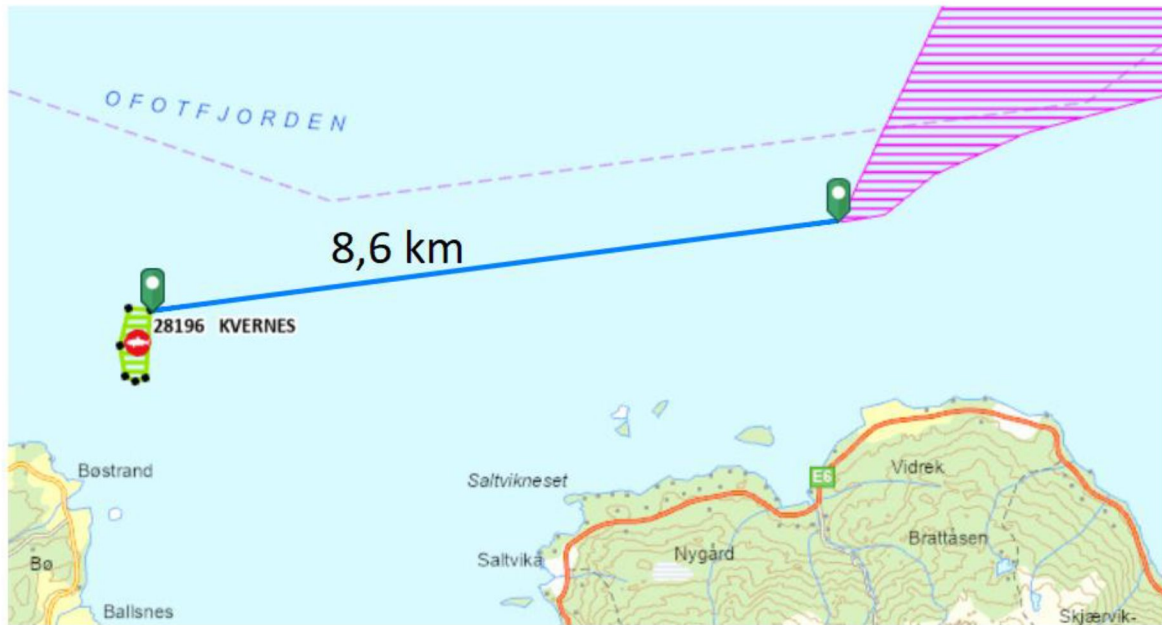 OFOTFJORDEN
8,6 km
28196 KVERNES
Bøstrand
Saltvikneset
E6
Vidrek
Brattåsen
Nygård
Saltvika
Bø
Ballsnes
Skjærvik-